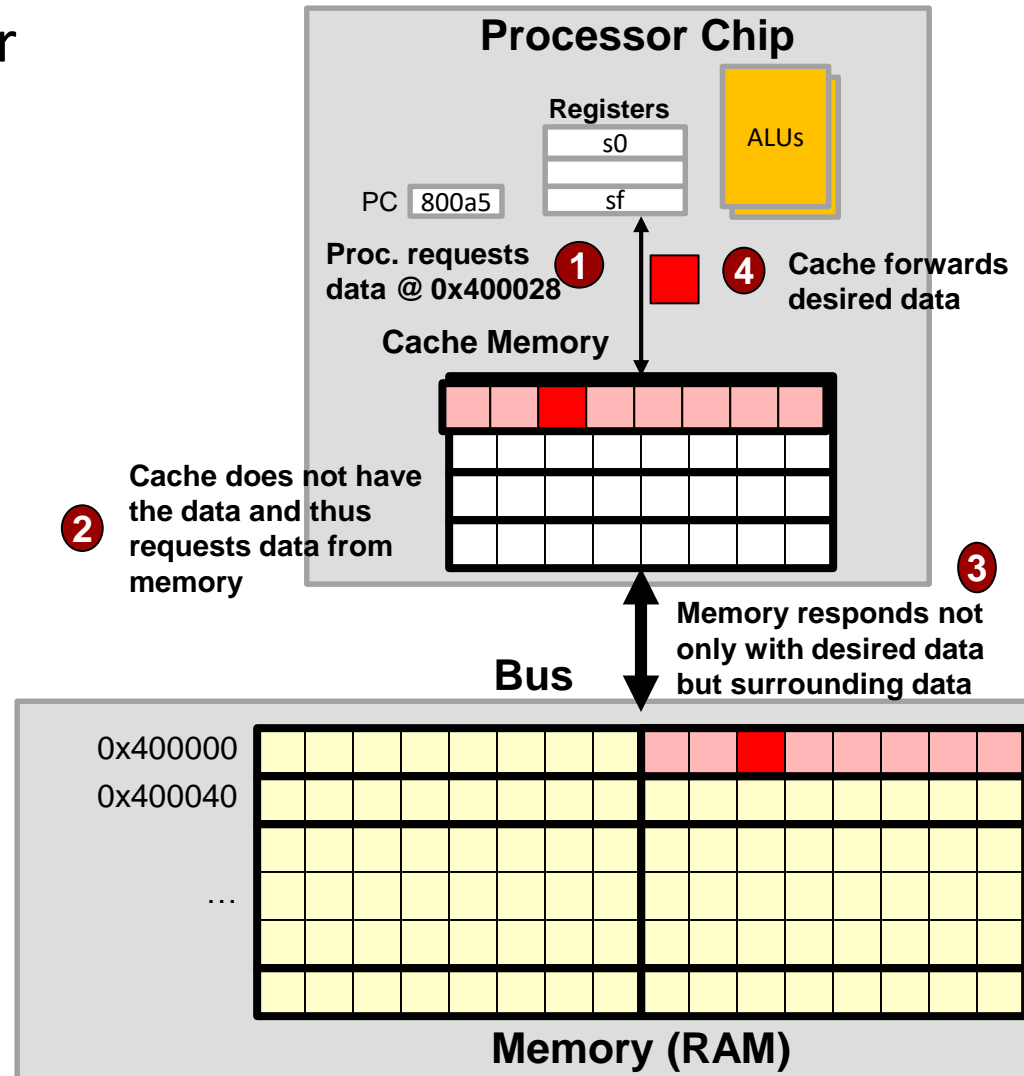 r
Processor Chip
Registers
s0
sf
ALUs
PC 800a5
Proc. requests
data @ 0x400028
1
4
Cache forwards
desired data
Cache Memory
2
Cache does not have
the data and thus
requests data from
memory
3
Memory responds not
only with desired data
but surrounding data
Bus
0x400000
0x400040
…
Memory (RAM)